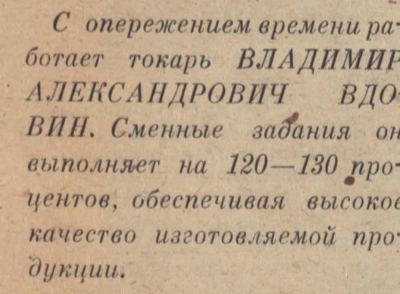 С опережением времени ра-
ботает токарь ВЛАДИМИР
АЛЕКСАНДРОВИЧ ВДО-
ВИН. Сменные задания он
выполняет на 120—130 про-
центов, обеспечивая высокое
качество изготовляемой про-
дукции.